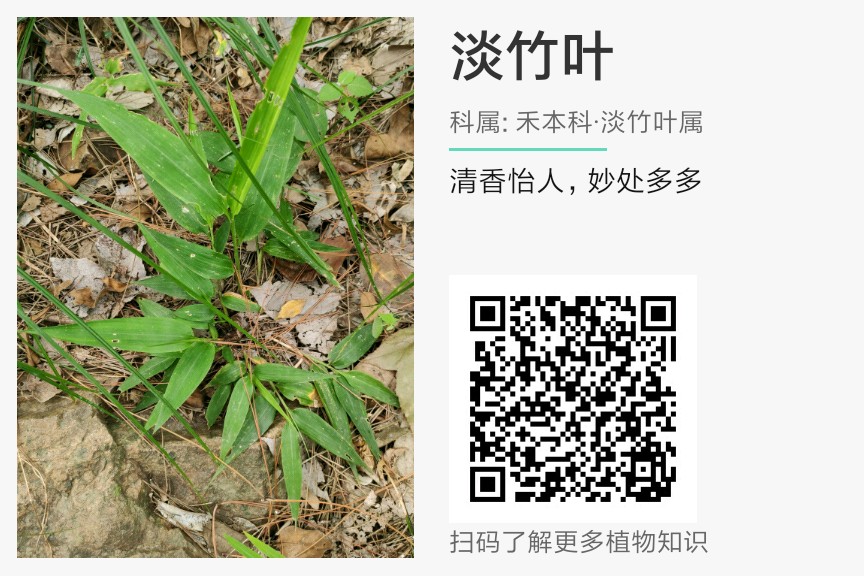 淡竹叶
科属: 禾本科·淡竹叶属
清香怡人，妙处多多
扫码了解更多植物知识